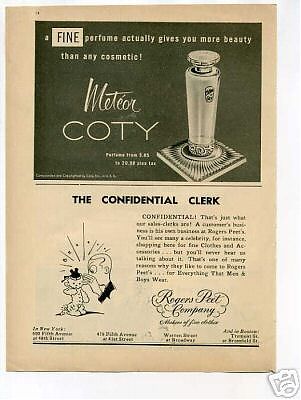 a FINE perfume actually gives you more beauty
than any cosmetic!
Metéor
COTY
Perfume from 3.85
to 20.00 plus tax
THE CONFIDENTIAL CLERK
CONFIDENTIAL! That's just what
our sales-clerks are! A customer's busi-
ness is his own business at Rogers Peet's.
You'll see many a celebrity, for instance,
shopping here for fine Clothes and Ac-
cessories . . . but you'll never hear us
talking about it. That's one of many
reasons why they like to come to Rogers
Peet's . . . for Everything That Men &
Boys Wear.
Rogers Peet
Company
Makers of fine clothes
In New York:
600 Fifth Avenue
at 48th Street
479 Fifth Avenue
at 41st Street
Warren Street
at Broadway
And in Boston:
Tremont St.
at Bromfield St.